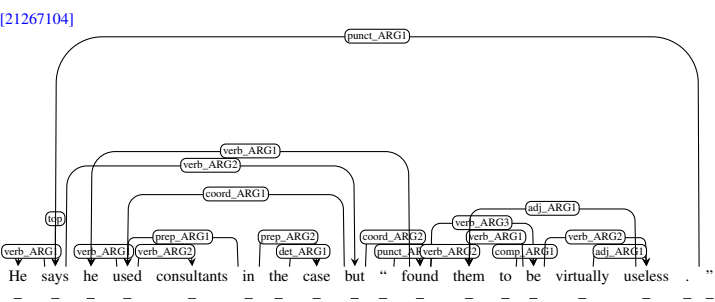 [21267104]
punct_ARG1
verb_ARG1
verb_ARG2
coord_ARG1
adj_ARG1
top
verb_ARG3
prep_ARG1 prep_ARG2 coord_ARG2 verb_ARG1 verb_ARG2
verb_ARG1 verb_ARG1 verb_ARG2 det_ARG1 punct_ARG1 verb_ARG2 comp_ARG1 adj_ARG1
He says he used consultants in the case but “ found them to be virtually useless . ”
_ _ _ _ _ _ _ _ _ _ _ _ _ _ _ _ _ _